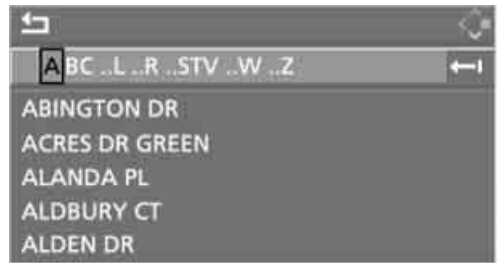 ABC ..L ..R ..STV ..W ..Z
ABINGTON DR
ACRES DR GREEN
ALANDA PL
ALDBURY CT
ALDEN DR